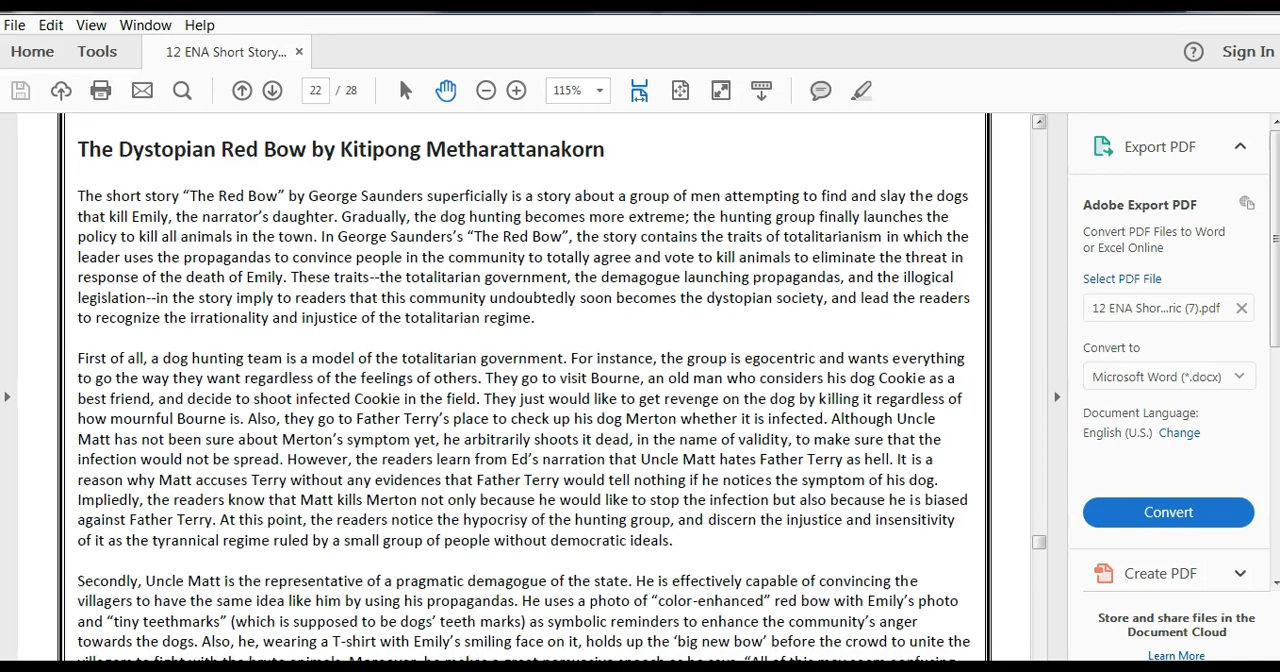 File Edit View Window Help
Home Tools 12 ENA Short Story... × Sign In
22 / 28 115%
The Dystopian Red Bow by Kitipong Metharattanakorn
The short story “The Red Bow” by George Saunders superficially is a story about a group of men attempting to find and slay the dogs
that kill Emily, the narrator’s daughter. Gradually, the dog hunting becomes more extreme; the hunting group finally launches the
policy to kill all animals in the town. In George Saunders’s “The Red Bow”, the story contains the traits of totalitarianism in which the
leader uses the propagandas to convince people in the community to totally agree and vote to kill animals to eliminate the threat in
response of the death of Emily. These traits--the totalitarian government, the demagogue launching propagandas, and the illogical
legislation--in the story imply to readers that this community undoubtedly soon becomes the dystopian society, and lead the readers
to recognize the irrationality and injustice of the totalitarian regime.
First of all, a dog hunting team is a model of the totalitarian government. For instance, the group is egocentric and wants everything
to go the way they want regardless of the feelings of others. They go to visit Bourne, an old man who considers his dog Cookie as a
best friend, and decide to shoot infected Cookie in the field. They just would like to get revenge on the dog by killing it regardless of
how mournful Bourne is. Also, they go to Father Terry’s place to check up his dog Merton whether it is infected. Although Uncle
Matt has not been sure about Merton’s symptom yet, he arbitrarily shoots it dead, in the name of validity, to make sure that the
infection would not be spread. However, the readers learn from Ed’s narration that Uncle Matt hates Father Terry as hell. It is a
reason why Matt accuses Terry without any evidences that Father Terry would tell nothing if he notices the symptom of his dog.
Impliedly, the readers know that Matt kills Merton not only because he would like to stop the infection but also because he is biased
against Father Terry. At this point, the readers notice the hypocrisy of the hunting group, and discern the injustice and insensitivity
of it as the tyrannical regime ruled by a small group of people without democratic ideals.
Secondly, Uncle Matt is the representative of a pragmatic demagogue of the state. He is effectively capable of convincing the
villagers to have the same idea like him by using his propagandas. He uses a photo of “color-enhanced” red bow with Emily’s photo
and “tiny teethmarks” (which is supposed to be dogs’ teeth marks) as symbolic reminders to enhance the community’s anger
towards the dogs. Also, he, wearing a T-shirt with Emily’s smiling face on it, holds up the ‘big new bow’ before the crowd to unite the
Export PDF
Adobe Export PDF
Convert PDF Files to Word
or Excel Online
Select PDF File
12 ENA Shor...ric (7).pdf
Convert to
Microsoft Word (*.docx)
Document Language:
English (U.S.) Change
Convert
Create PDF
Store and share files in the
Document Cloud
Learn More